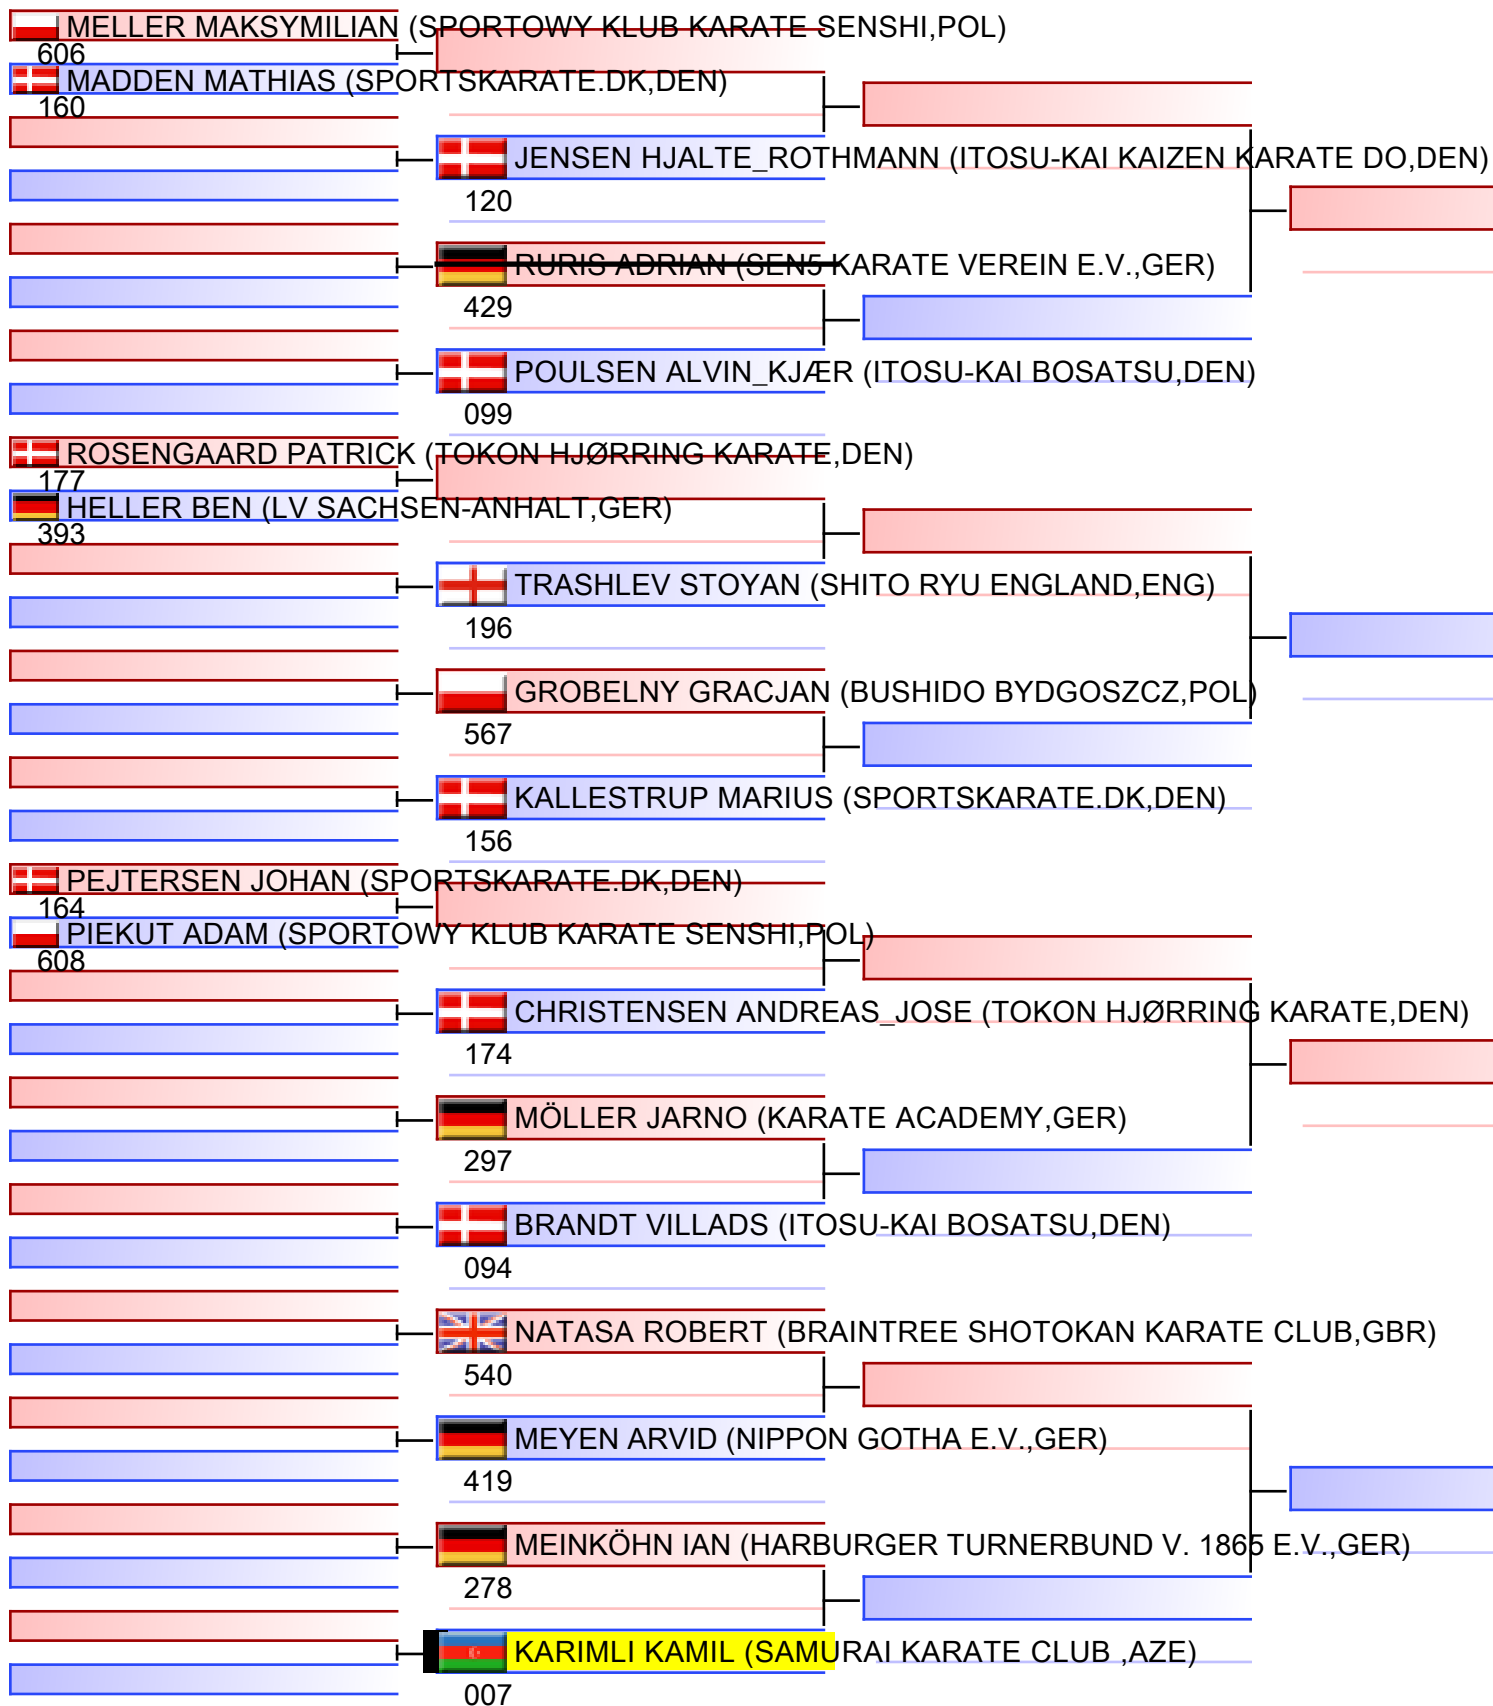 MELLER MAKSYMILIAN (SPORTOWY KLUB KARATE SENSHI,POL)
606
MADDEN MATHIAS (SPORTSKARATE.DK,DEN)
160
JENSEN HJALTE_ROTHMANN (ITOSU-KAI KAIZEN KARATE DO,DEN)
120
RURIS ADRIAN (SEN5 KARATE VEREIN E.V.,GER)
429
POULSEN ALVIN_KJÆR (ITOSU-KAI BOSATSU,DEN)
099
ROSENGAARD PATRICK (TOKON HJØRRING KARATE,DEN)
177
HELLER BEN (LV SACHSEN-ANHALT,GER)
393
TRASHLEV STOYAN (SHITO RYU ENGLAND,ENG)
196
GROBELNY GRACJAN (BUSHIDO BYDGOSZCZ,POL)
567
KALLESTRUP MARIUS (SPORTSKARATE.DK,DEN)
156
PEJTERSEN JOHAN (SPORTSKARATE.DK,DEN)
164
PIEKUT ADAM (SPORTOWY KLUB KARATE SENSHI,POL)
608
CHRISTENSEN ANDREAS_JOSE (TOKON HJØRRING KARATE,DEN)
174
MÖLLER JARNO (KARATE ACADEMY,GER)
297
BRANDT VILLADS (ITOSU-KAI BOSATSU,DEN)
094
NATASA ROBERT (BRAINTREE SHOTOKAN KARATE CLUB,GBR)
540
MEYEN ARVID (NIPPON GOTHA E.V.,GER)
419
MEINKÖHN IAN (HARBURGER TURNERBUND V. 1865 E.V.,GER)
278
KARIMLI KAMIL (SAMURAI KARATE CLUB ,AZE)
007